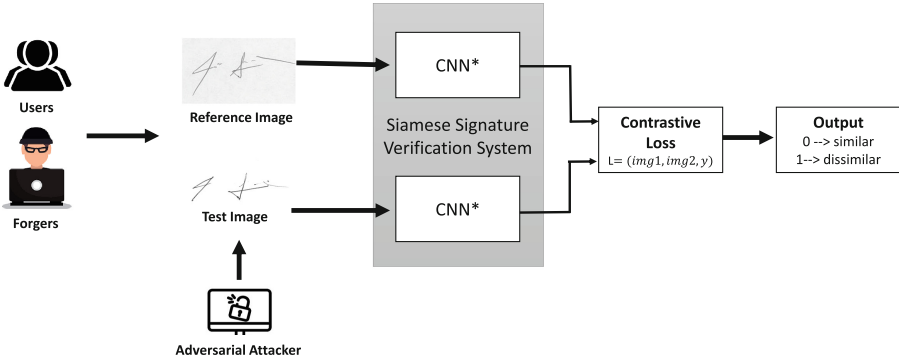 Users
Forgers
Reference Image
Test Image
Adversarial Attacker
CNN*
Siamese Signature
Verification System
CNN*
Contrastive
Loss
L= (img1, img2, y)
Output
0 --> similar
1--> dissimilar